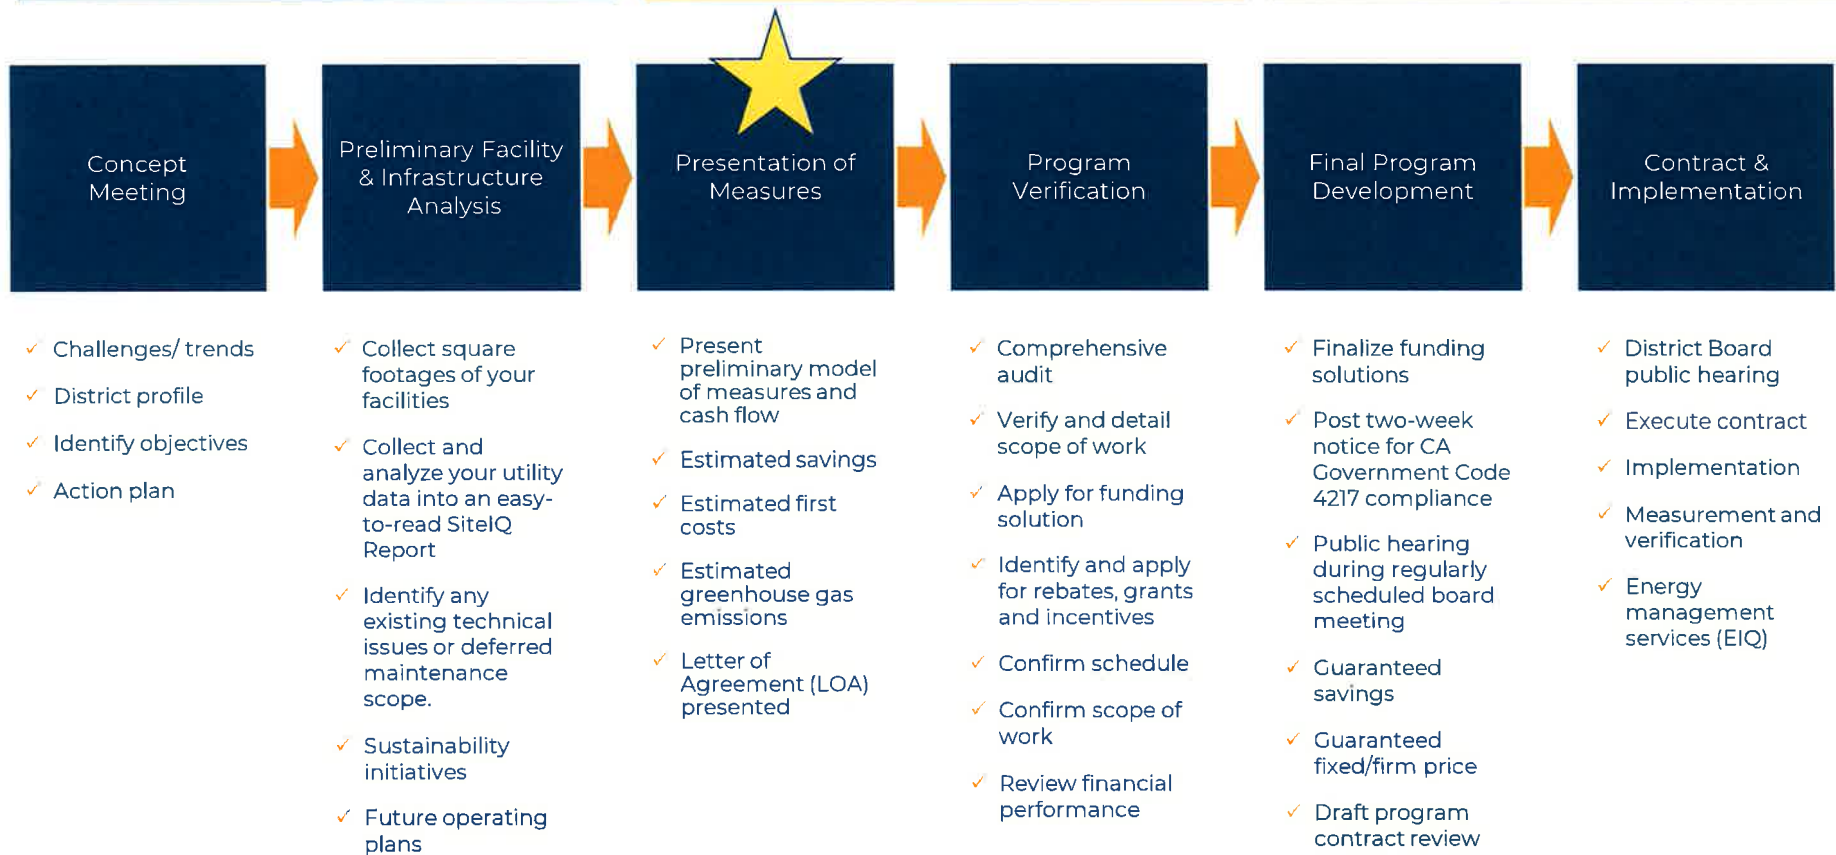 Concept
Meeting
Preliminary Facility
& Infrastructure
Analysis
Presentation of
Measures
Program
Verification
Final Program
Development
Contract &
Implementation
✓ Challenges/ trends
✓ District profile
✓ Identify objectives
✓ Action plan
✓ Collect square
footages of your
facilities
✓ Collect and
analyze your utility
data into an easy-
to-read SiteIQ
Report
✓ Identify any
existing technical
issues or deferred
maintenance
scope.
✓ Sustainability
initiatives
✓ Future operating
plans
✓ Present
preliminary model
of measures and
cash flow
✓ Estimated savings
✓ Estimated first
costs
✓ Estimated
greenhouse gas
emissions
✓ Letter of
Agreement (LOA)
presented
✓ Comprehensive
audit
✓ Verify and detail
scope of work
✓ Apply for funding
solution
✓ Identify and apply
for rebates, grants
and incentives
✓ Confirm schedule
✓ Confirm scope of
work
✓ Review financial
performance
✓ Finalize funding
solutions
✓ Post two-week
notice for CA
Government Code
4217 compliance
✓ Public hearing
during regularly
scheduled board
meeting
✓ Guaranteed
savings
✓ Guaranteed
fixed/firm price
✓ Draft program
contract review
✓ District Board
public hearing
✓ Execute contract
✓ Implementation
✓ Measurement and
verification
✓ Energy
management
services (EIQ)